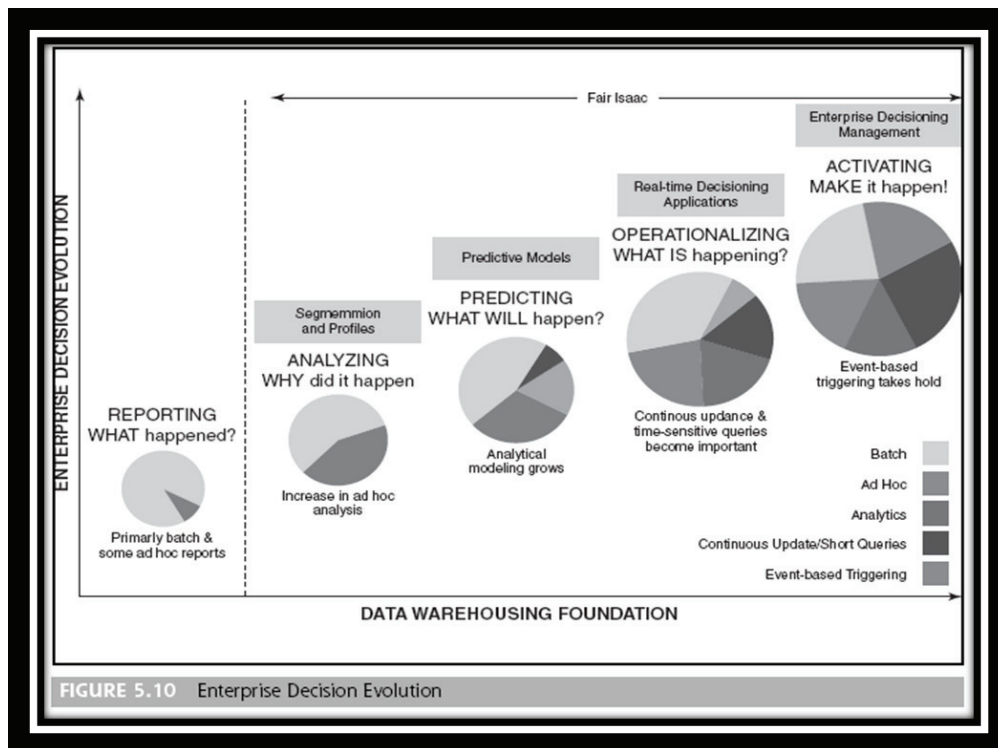 Fair Isaac
ENTERPRISE DECISION EVOLUTION
REPORTING
WHAT happened?
Primarly batch &
some ad hoc reports
Segmemmion
and Profiles
ANALYZING
WHY did it happen
Increase in ad hoc
analysis
Predictive Models
PREDICTING
WHAT WILL happen?
Analytical
modeling grows
Real-time Decisioning
Applications
OPERATIONALIZING
WHAT IS happening?
Continous updance &
time-sensitive queries
become important
Enterprise Decisioning
Management
ACTIVATING
MAKE it happen!
Event-based
triggering takes hold
Batch
Ad Hoc
Analytics
Continuous Update/Short Queries
Event-based Triggering
DATA WAREHOUSING FOUNDATION
FIGURE 5.10 Enterprise Decision Evolution